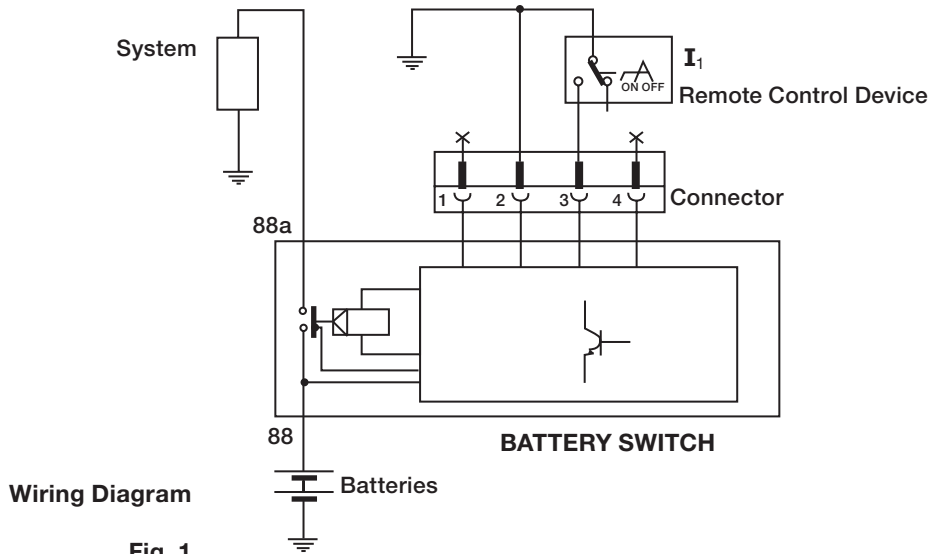 System
I1
ON OFF
Remote Control Device
1 2 3 4
Connector
88a
88
BATTERY SWITCH
Batteries
Wiring Diagram
Fig. 1